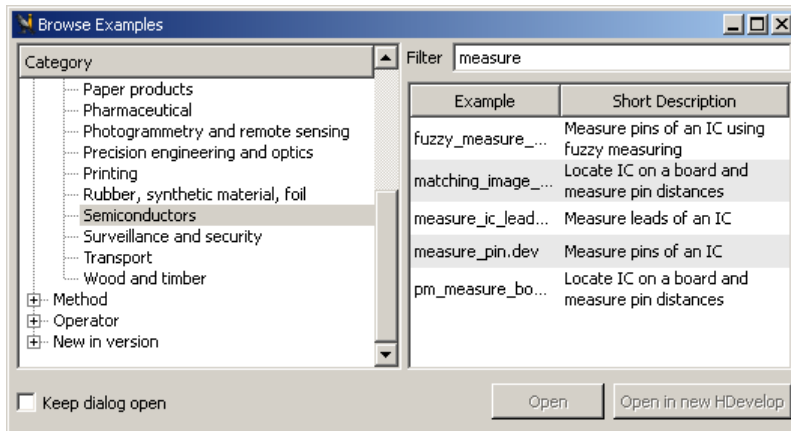 Browse Examples
Category
Paper products
Pharmaceutical
Photogrammetry and remote sensing
Precision engineering and optics
Printing
Rubber, synthetic material, foil
Semiconductors
Surveillance and security
Transport
Wood and timber
Method
Operator
New in version
Filter measure
Example Short Description
fuzzy_measure_... Measure pins of an IC using
fuzzy measuring
matching_image_... Locate IC on a board and
measure pin distances
measure_ic_lead... Measure leads of an IC
measure_pin.dev Measure pins of an IC
pm_measure_bo... Locate IC on a board and
measure pin distances
Keep dialog open
Open
Open in new HDevelop